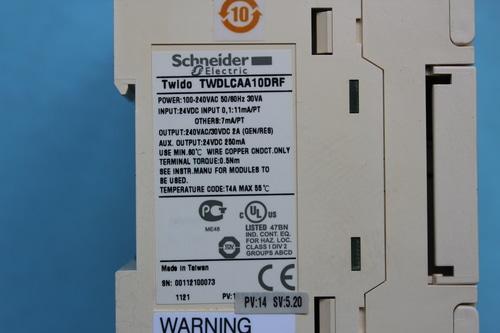 10
Schneider
Electric
Twido TWDLCAA10DRF
POWER:100-240VAC 50/60Hz 30VA
INPUT:24VDC INPUT 0,1:11mA/PT
OTHERS:7mA/PT
OUTPUT:240VAC/30VDC 2A (GEN/RES)
AUX. OUTPUT:24VDC 250mA
USE MIN.60°C WIRE COPPER CNDCT.ONLY
TERMINAL TORQUE:0.5Nm
SEE INSTR.MANU FOR MODULES TO
BE USED.
TEMPERATURE CODE:T4A MAX 55°C
ME48
C UL US
LISTED 47BN
IND. CONT. EQ.
FOR HAZ. LOC.
CLASS I DIV 2
GROUPS ABCD
Made in Taiwan
CE
SN: 00112100073
1121 PV:1
PV:14 SV:5.20
WARNING